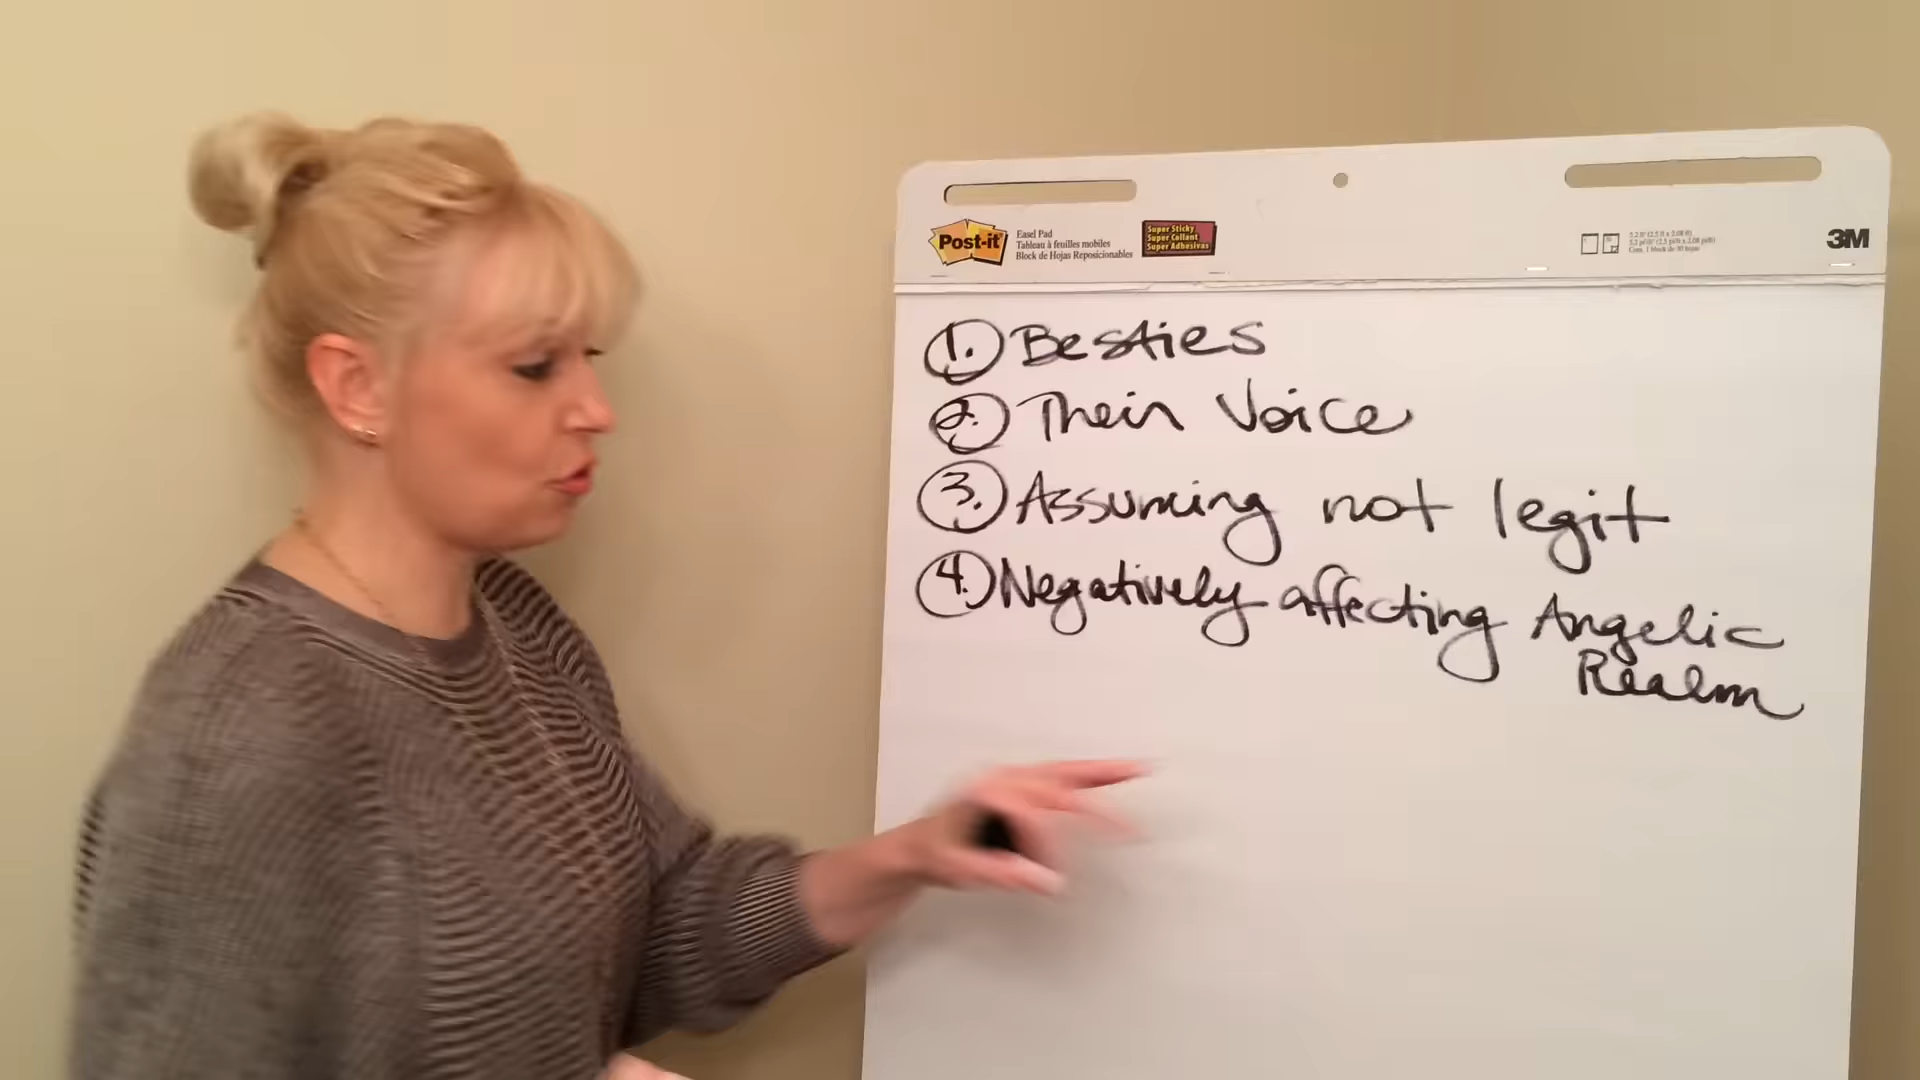 Post-it
Easel Pad
Tableau à feuilles mobiles
Block de Hojas Reposicionables
Super Sticky
Super Collant
Super Adhesivas
3M
1. Besties
2. Their Voice
3. Assuming not legit
4. Negatively affecting Angelic
Realm